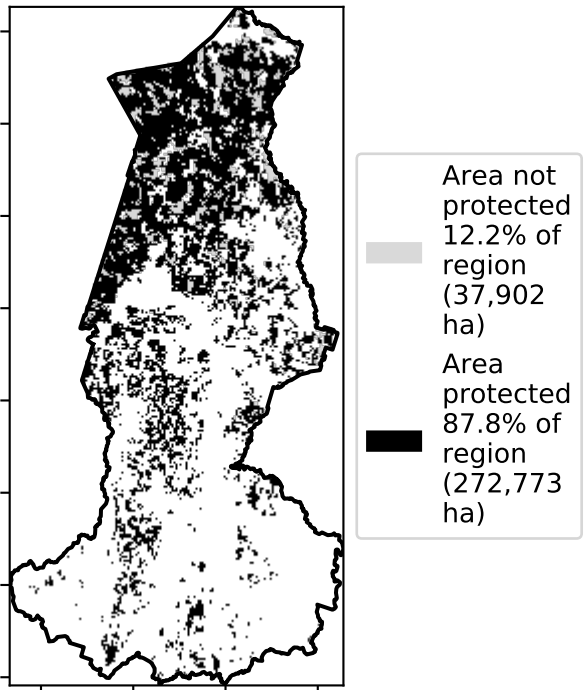 Area not
protected
12.2% of
region
(37,902
ha)
Area
protected
87.8% of
region
(272,773
ha)